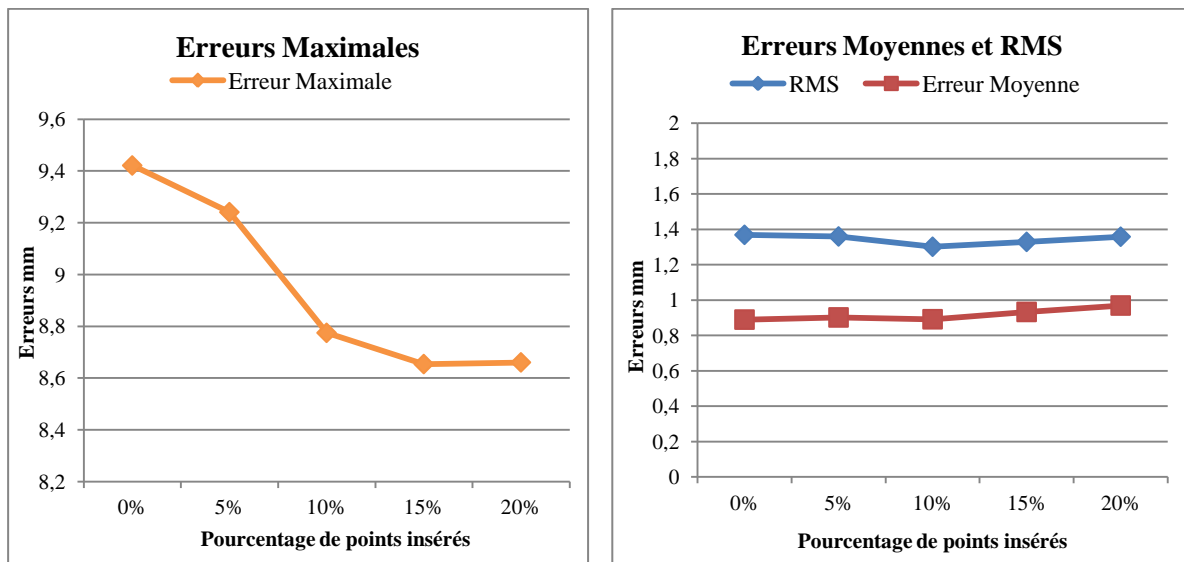 Erreurs Maximales
Erreur Maximale
9,6
9,4
9,2
9
8,8
8,6
8,4
8,2
Erreurs mm
0% 5% 10% 15% 20%
Pourcentage de points insérés
Erreurs Moyennes et RMS
RMS Erreur Moyenne
2
1,8
1,6
1,4
1,2
1
0,8
0,6
0,4
0,2
0
Erreurs mm
0% 5% 10% 15% 20%
Pourcentage de points insérés